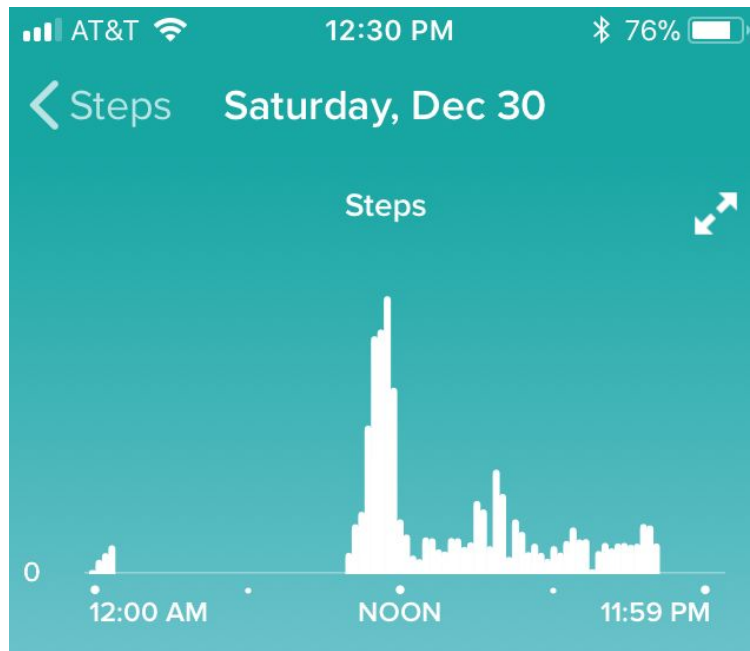 AT&T 12:30 PM 76%
Steps Saturday, Dec 30
Steps
0
12:00 AM NOON 11:59 PM